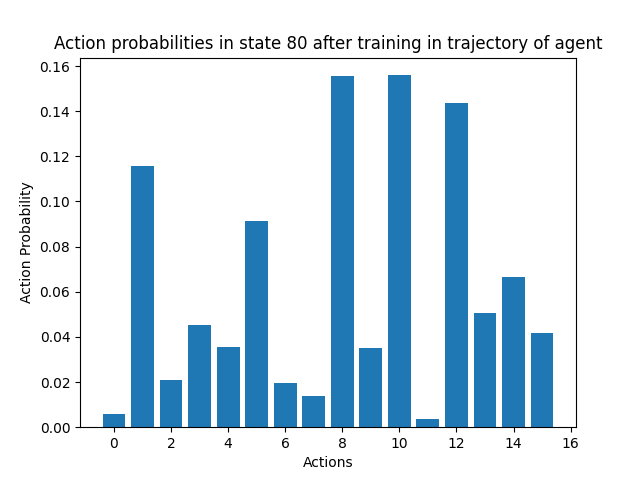 Action probabilities in state 80 after training in trajectory of agent
0.16
0.14
0.12
0.10
0.08
0.06
0.04
0.02
0.00
Action Probability
0 2 4 6 8 10 12 14 16
Actions